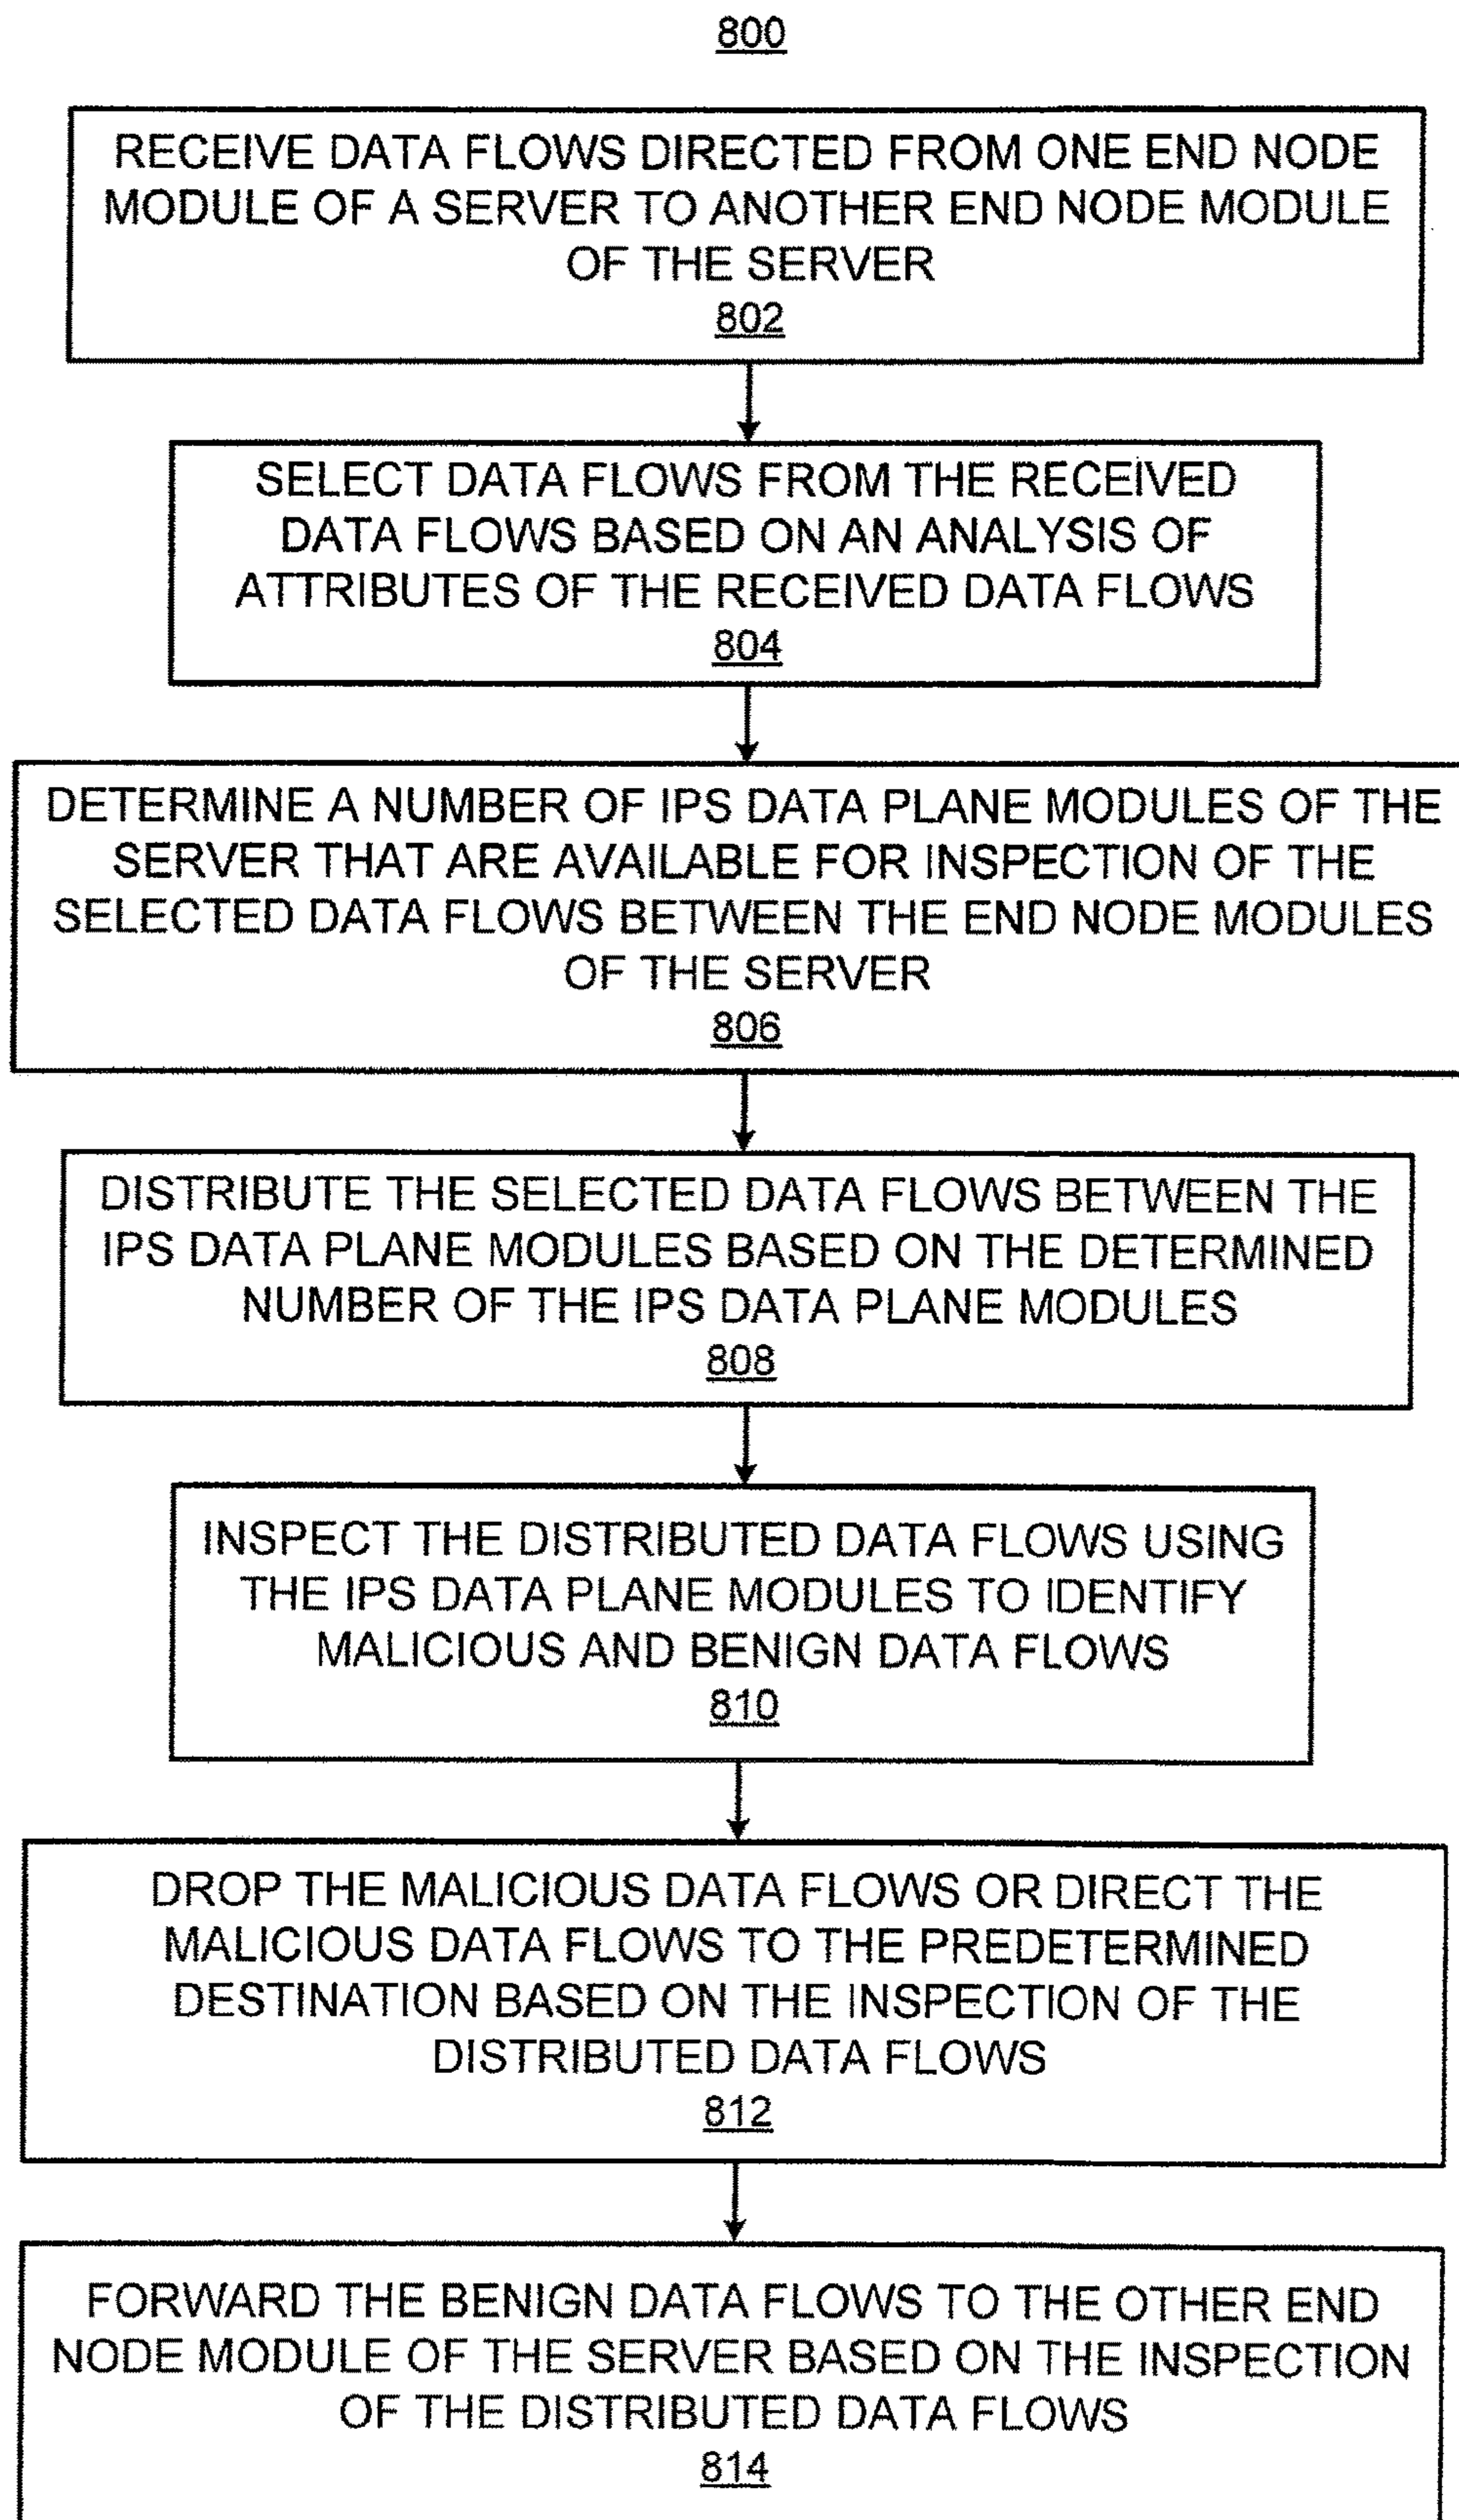 800
RECEIVE DATA FLOWS DIRECTED FROM ONE END NODE
MODULE OF A SERVER TO ANOTHER END NODE MODULE
OF THE SERVER
802
SELECT DATA FLOWS FROM THE RECEIVED
DATA FLOWS BASED ON AN ANALYSIS OF
ATTRIBUTES OF THE RECEIVED DATA FLOWS
804
DETERMINE A NUMBER OF IPS DATA PLANE MODULES OF THE
SERVER THAT ARE AVAILABLE FOR INSPECTION OF THE
SELECTED DATA FLOWS BETWEEN THE END NODE MODULES
OF THE SERVER
806
DISTRIBUTE THE SELECTED DATA FLOWS BETWEEN THE
IPS DATA PLANE MODULES BASED ON THE DETERMINED
NUMBER OF THE IPS DATA PLANE MODULES
808
INSPECT THE DISTRIBUTED DATA FLOWS USING
THE IPS DATA PLANE MODULES TO IDENTIFY
MALICIOUS AND BENIGN DATA FLOWS
810
DROP THE MALICIOUS DATA FLOWS OR DIRECT THE
MALICIOUS DATA FLOWS TO THE PREDETERMINED
DESTINATION BASED ON THE INSPECTION OF THE
DISTRIBUTED DATA FLOWS
812
FORWARD THE BENIGN DATA FLOWS TO THE OTHER END
NODE MODULE OF THE SERVER BASED ON THE INSPECTION
OF THE DISTRIBUTED DATA FLOWS
814